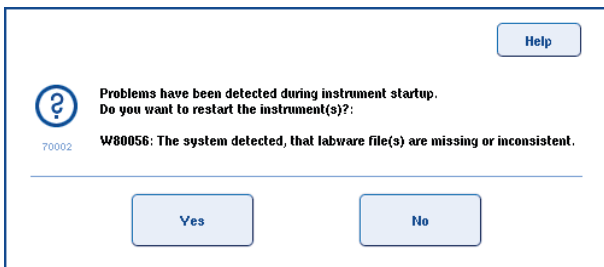 Help
Problems have been detected during instrument startup.
Do you want to restart the instrument(s)?:
70002
W80056: The system detected, that labware file(s) are missing or inconsistent.
Yes
No